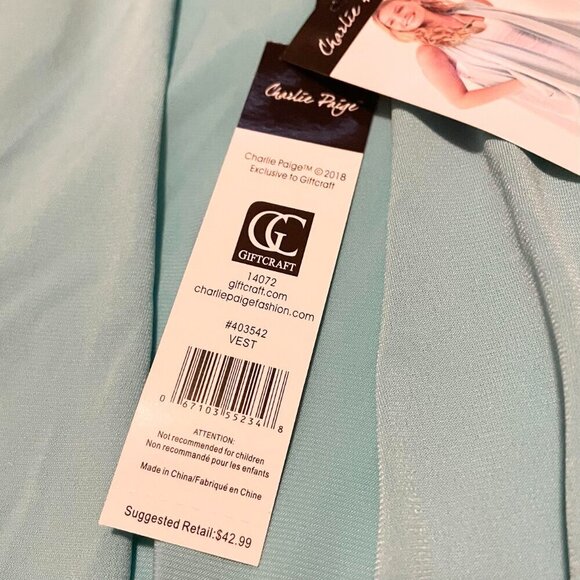 Charlie
Charlie Paige™
Charlie Paige™ © 2018
Exclusive to Giftcraft
GC
GIFTCRAFT
14072
giftcraft.com
charliepaigefashion.com
#403542
VEST
0 67103 55234 8
ATTENTION:
Not recommended for children
Non recommandé pour les enfants
Made in China/Fabriqué en Chine
Suggested Retail:$42.99